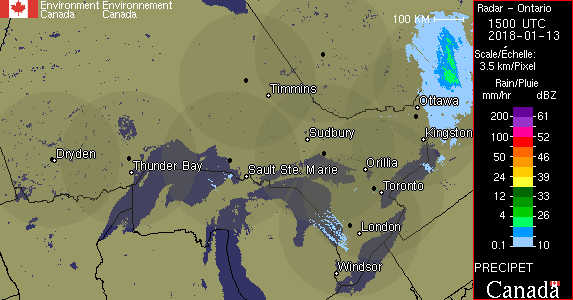 Environment Environnement
Canada Canada
100 KM
Timmins
Ottawa
Sudbury
Kingston
Dryden
Thunder Bay
Sault Ste. Marie
Orillia
Toronto
London
Windsor
Radar - Ontario
1500 UTC
2018-01-13
Scale/Échelle:
3.5 km/Pixel
Rain/Pluie
mm/hr dBZ
200 61
100 52
50 46
24 39
12 33
4 26
0.1 10
PRECIPET
Canada